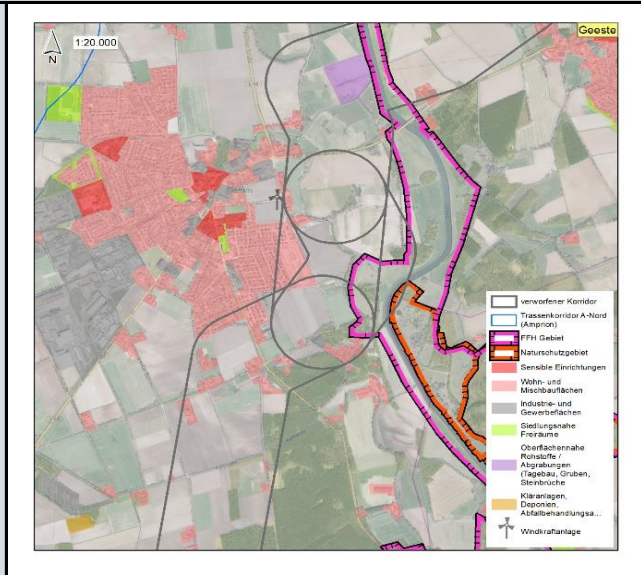 Geeste
1:20.000
N
verworfener Korridor
Trassenkorridor A-Nord
(Amprion)
FFH Gebiet
Naturschutzgebiet
Sensible Einrichtungen
Wohn- und
Mischbauflächen
Industrie- und
Gewerbeflächen
Siedlungsnahe
Freiräume
Oberflächennahe
Rohstoffe /
Abgrabungen
(Tagebau, Gruben,
Steinbrüche
Kläranlagen,
Deponien,
Abfallbehandlungsa...
Windkraftanlage